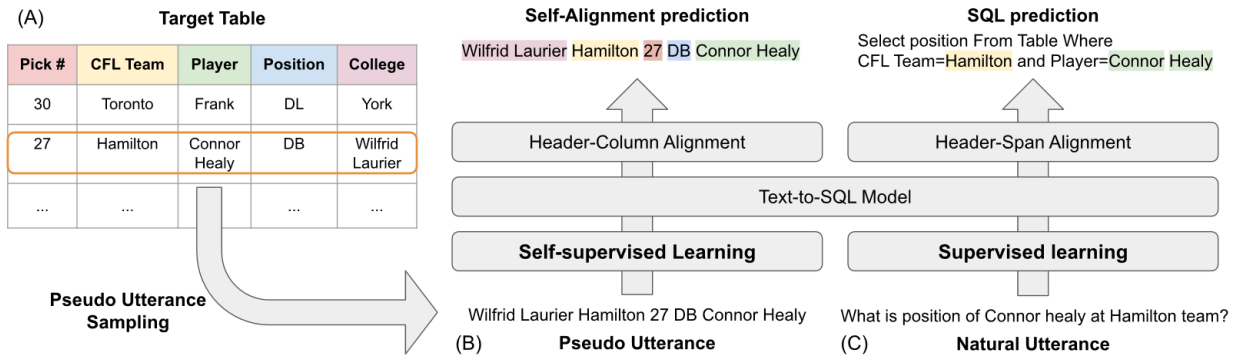 (A)
Target Table
Pick # CFL Team Player Position College
30 Toronto Frank DL York
27 Hamilton Connor Healy DB Wilfrid Laurier
... ... ... ...
Pseudo Utterance
Sampling
Self-Alignment prediction
Wilfrid Laurier Hamilton 27 DB Connor Healy
Header-Column Alignment
Text-to-SQL Model
Self-supervised Learning
Wilfrid Laurier Hamilton 27 DB Connor Healy
(B) Pseudo Utterance
SQL prediction
Select position From Table Where
CFL Team=Hamilton and Player=Connor Healy
Header-Span Alignment
Supervised learning
What is position of Connor healy at Hamilton team?
(C) Natural Utterance